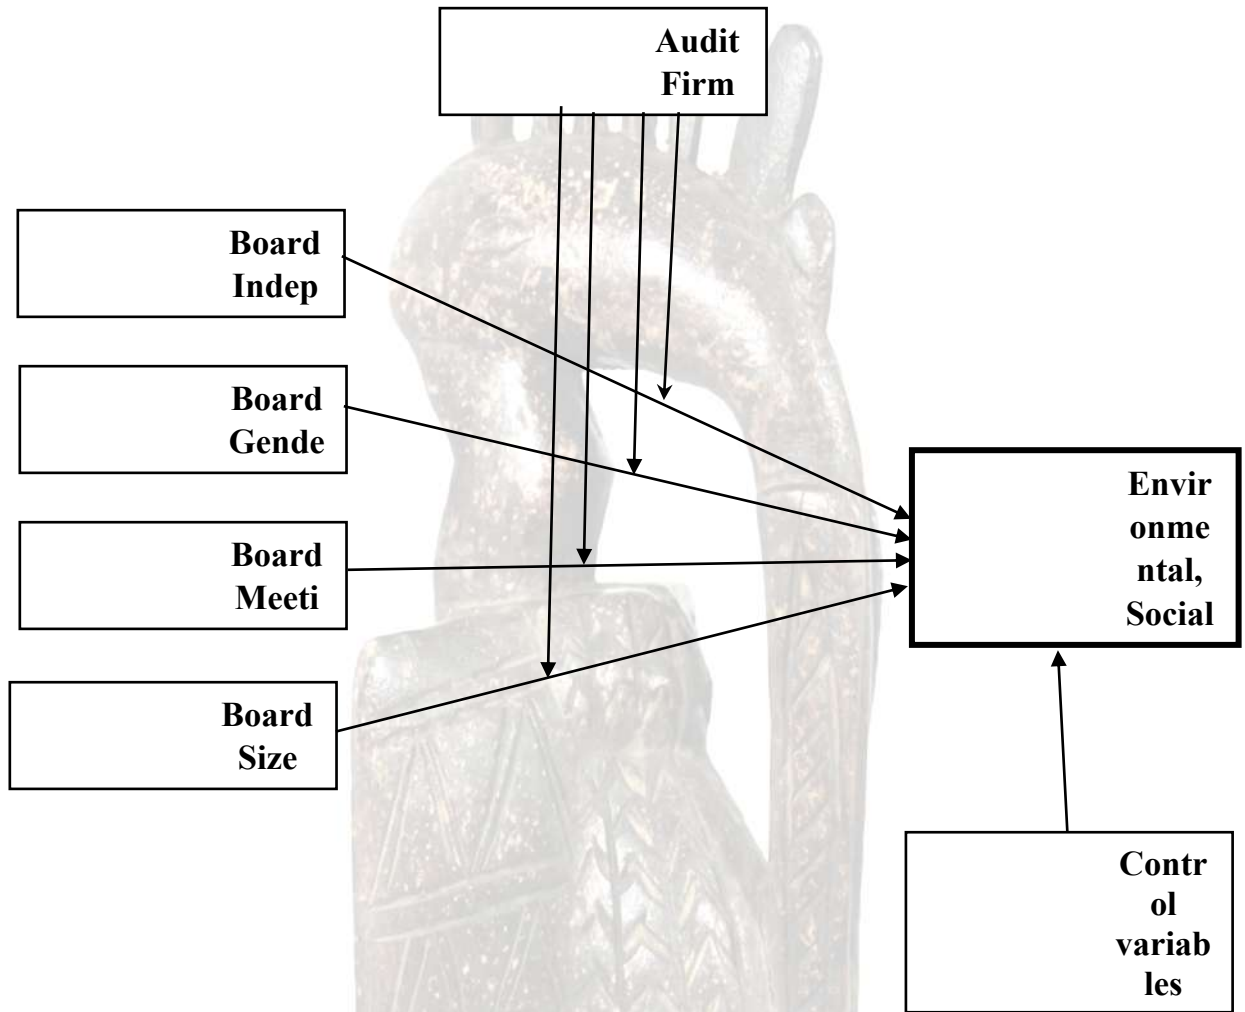 Audit
Firm
Board
Indep
Board
Gende
Board
Meeti
Board
Size
Envir
onme
ntal,
Social
Contr
ol
variab
les